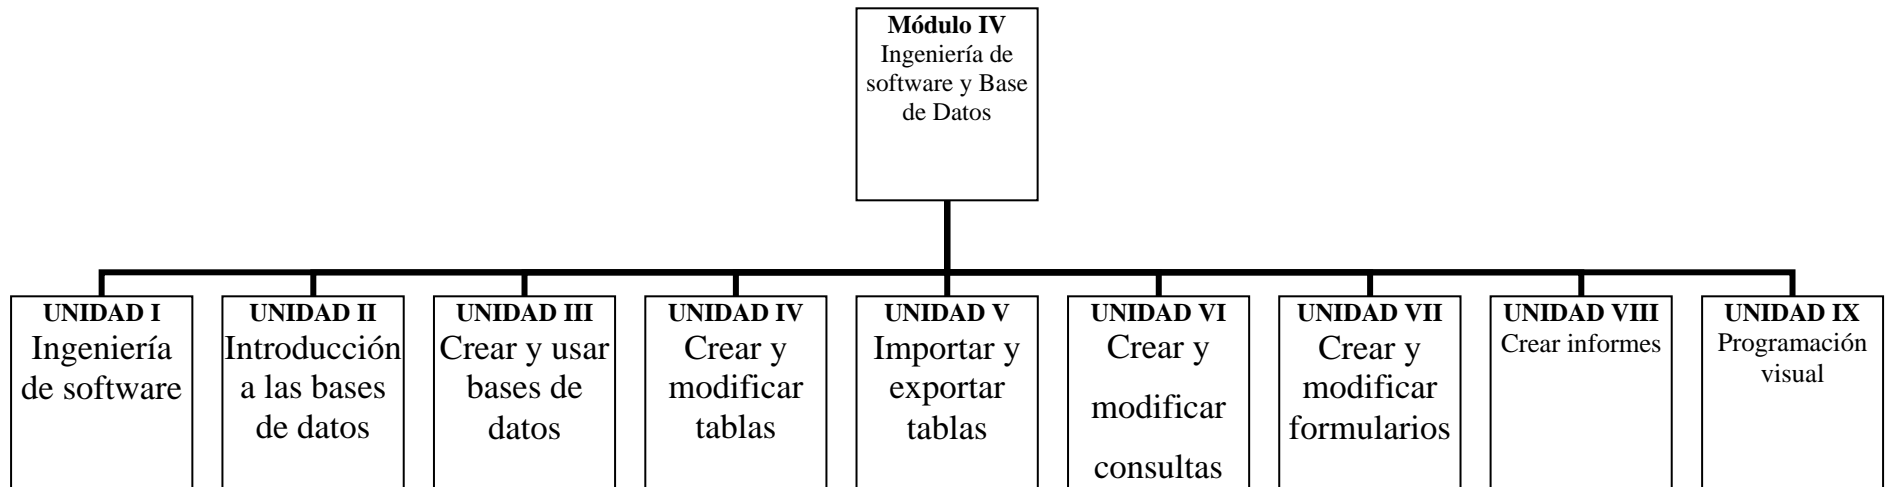 Módulo IV
Ingeniería de
software y Base
de Datos
UNIDAD I
Ingeniería
de software
UNIDAD II
Introducción
a las bases
de datos
UNIDAD III
Crear y usar
bases de
datos
UNIDAD IV
Crear y
modificar
tablas
UNIDAD V
Importar y
exportar
tablas
UNIDAD VI
Crear y
modificar
consultas
UNIDAD VII
Crear y
modificar
formularios
UNIDAD VIII
Crear informes
UNIDAD IX
Programación
visual